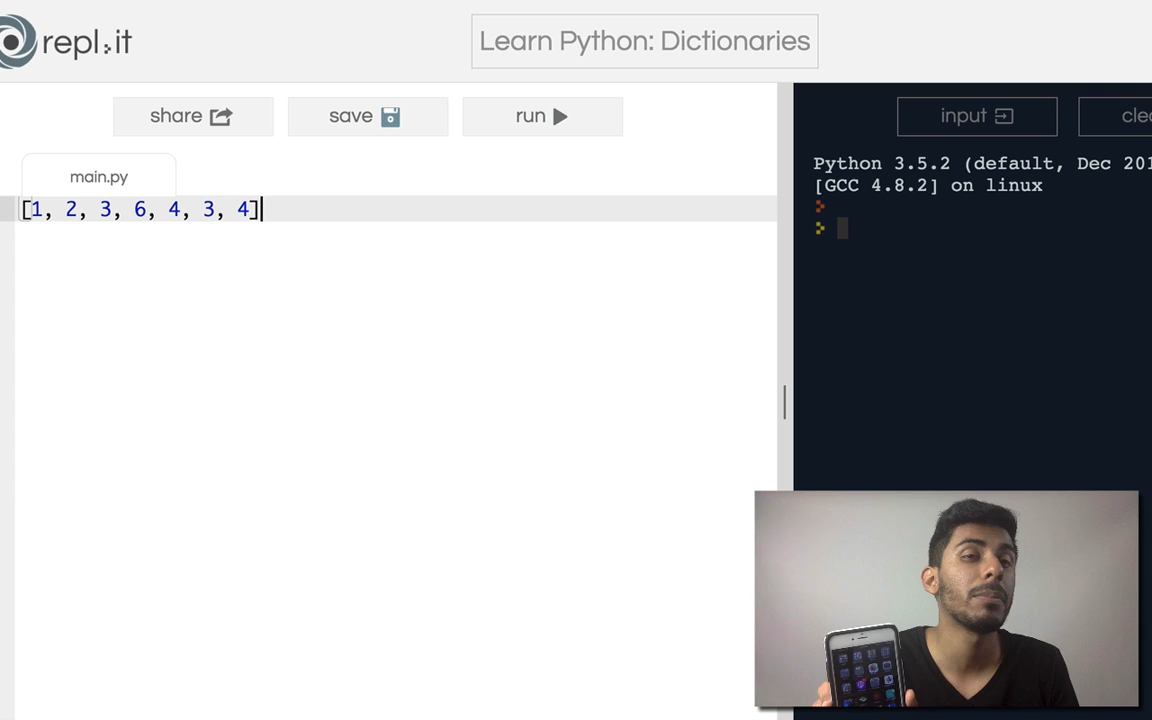 repl.it
Learn Python: Dictionaries
share
save
run
input
main.py
Python 3.5.2 (default, Dec
[GCC 4.8.2] on linux
[1, 2, 3, 6, 4, 3, 4]